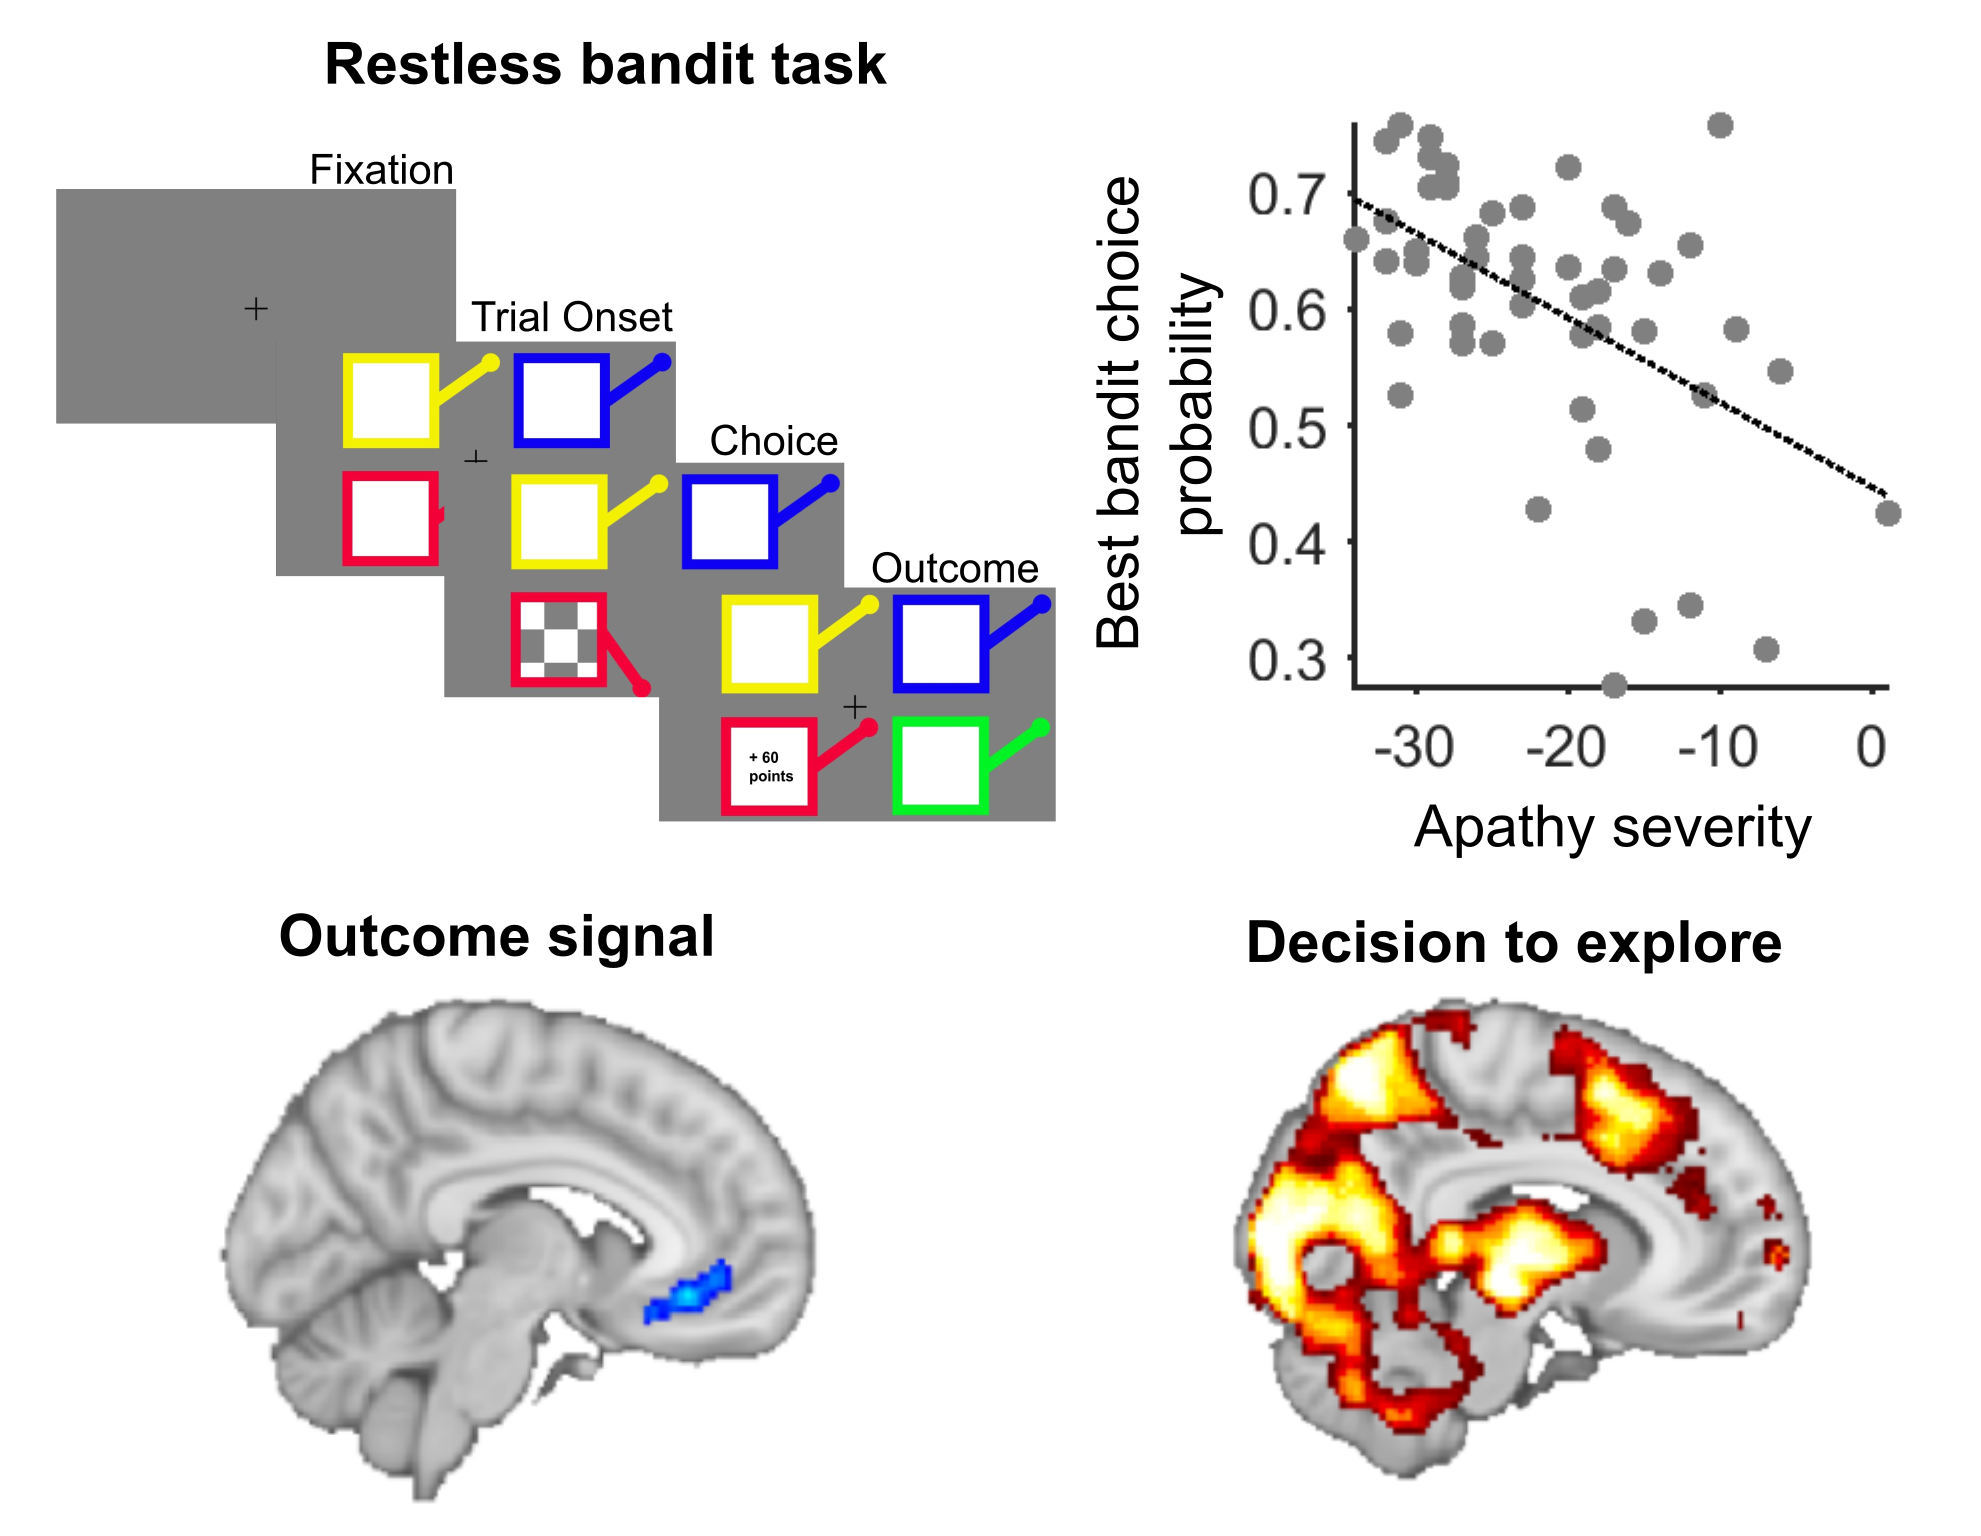 Restless bandit task
Fixation
Trial Onset
Choice
Outcome
+ 60
points
Best bandit choice
probability
0.7
0.6
0.5
0.4
0.3
-30
-20
-10
0
Apathy severity
Outcome signal
Decision to explore